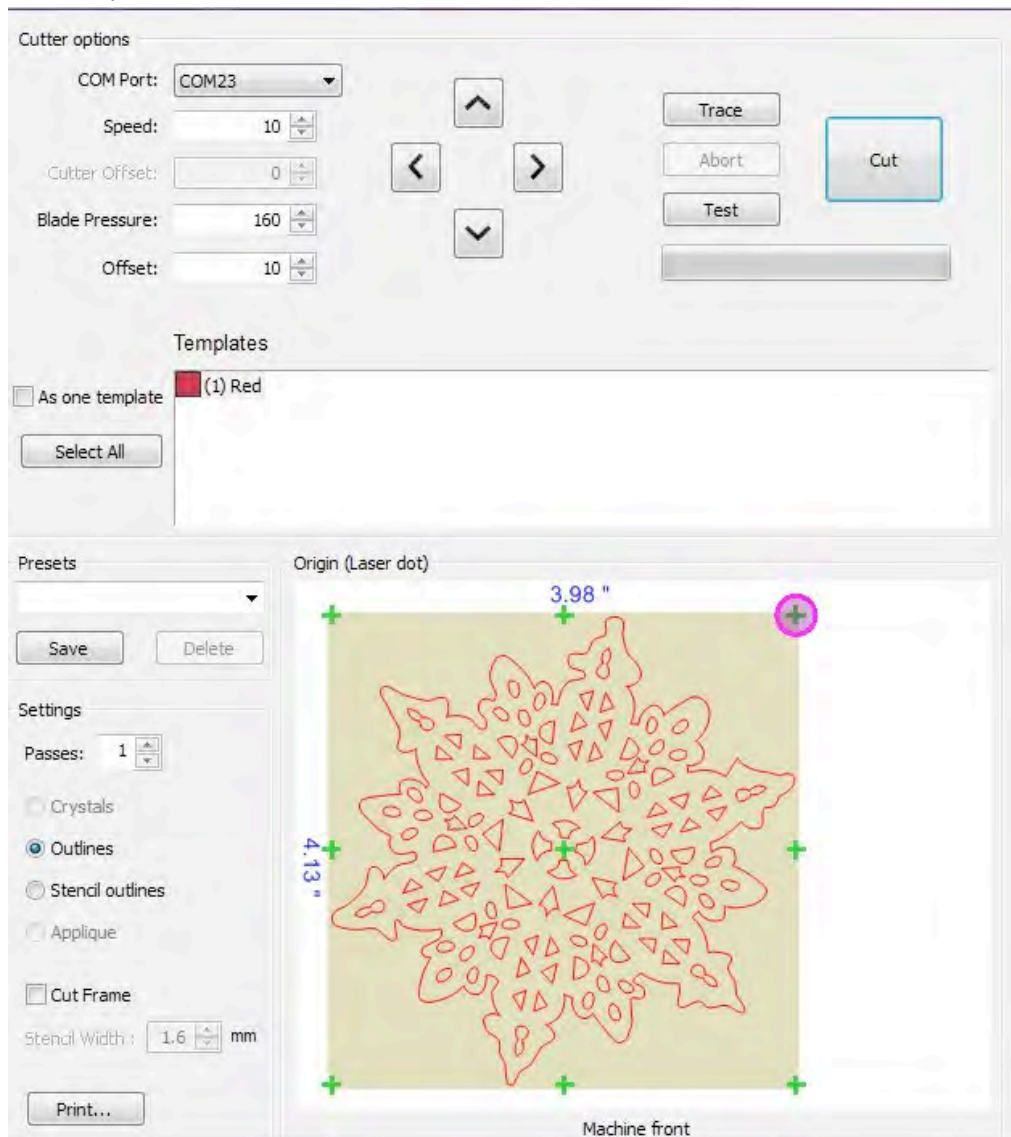 Cutter options
COM Port: COM23
Trace
Speed: 10
Cutter Offset: 0
Abort
Cut
Blade Pressure: 160
Test
Offset: 10
Templates
As one template
(1) Red
Select All
Presets
Save
Delete
Settings
Passes: 1
Crystals
Outlines
Stencil outlines
Applique
Cut Frame
Stencil Width : 1.6 mm
Print...
Origin (Laser dot)
3.98 "
4.13 "
Machine front